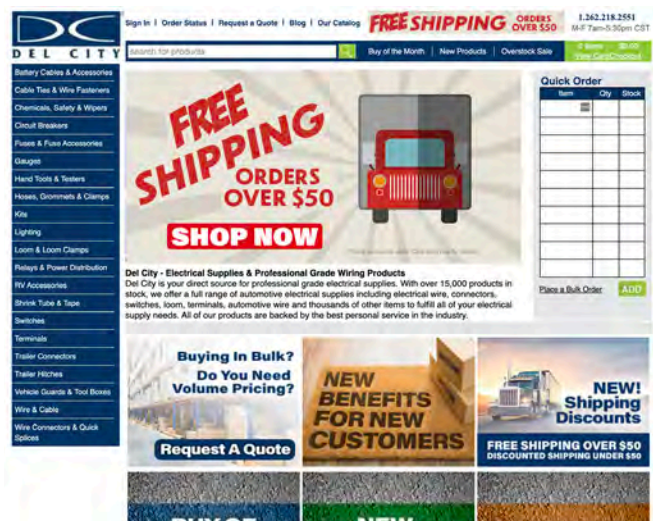 Sign In | Order Status | Request a Quote | Blog | Our Catalog
FREE SHIPPING ORDERS OVER $50
1.262.218.2551
M-F 7am-5:30pm CST
DC
DEL CITY
search for products
Buy of the Month | New Products | Overstock Sale
0 Items $0.00
View Cart Checkout
Battery Cables & Accessories
Cable Ties & Wire Fasteners
Chemicals, Safety & Wipers
Circuit Breakers
Fuses & Fuse Accessories
Gauges
Hand Tools & Testers
Hoses, Grommets & Clamps
Kits
Lighting
Loom & Loom Clamps
Relays & Power Distribution
RV Accessories
Shrink Tube & Tape
Switches
Terminals
Trailer Connectors
Trailer Hitches
Vehicle Guards & Tool Boxes
Wire & Cable
Wire Connectors & Quick
Splices
FREE
SHIPPING
ORDERS
OVER $50
SHOP NOW
Quick Order
Item Qty Stock
Place a Bulk Order
ADD
Del City - Electrical Supplies & Professional Grade Wiring Products
Del City is your direct source for professional grade electrical supplies. With over 15,000 products in
stock, we offer a full range of automotive electrical supplies including electrical wire, connectors,
switches, loom, terminals, automotive wire and thousands of other items to fulfill all of your electrical
supply needs. All of our products are backed by the best personal service in the industry.
Buying In Bulk?
Do You Need
Volume Pricing?
Request A Quote
NEW
BENEFITS
FOR NEW
CUSTOMERS
NEW!
Shipping
Discounts
FREE SHIPPING OVER $50
DISCOUNTED SHIPPING UNDER $50
BUY OF
NEW